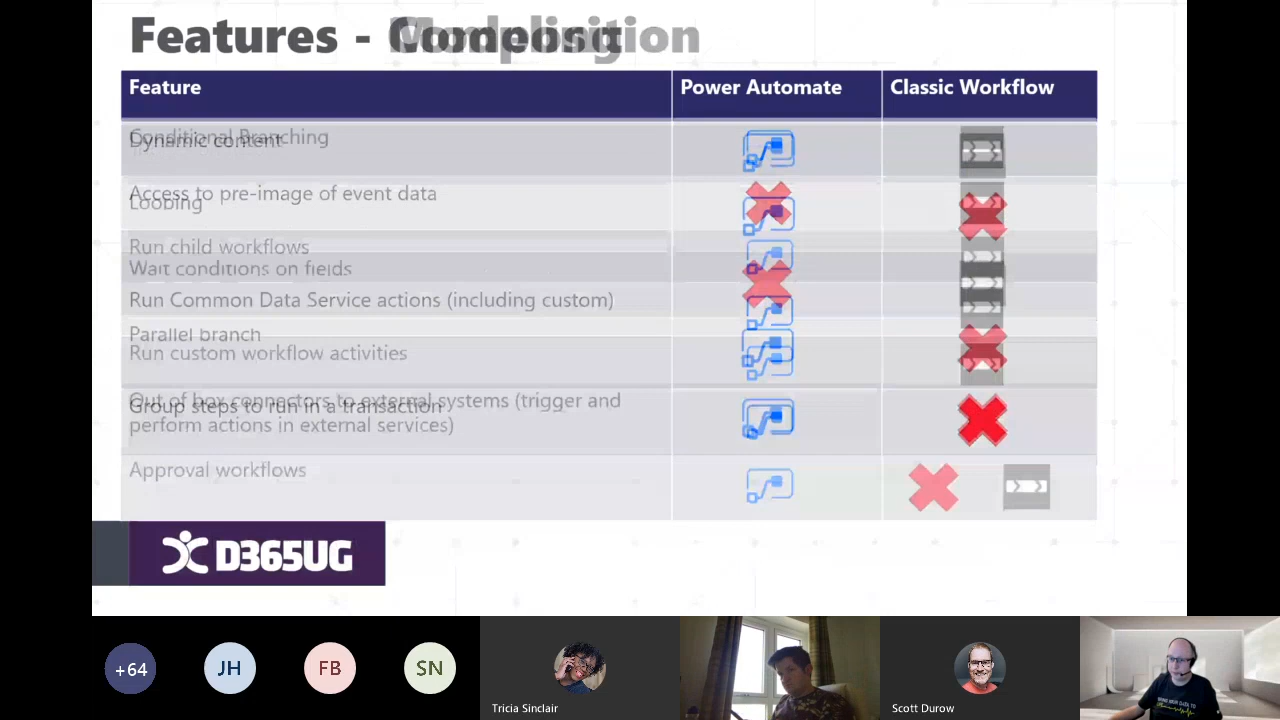 Features - Composition
Feature
Power Automate
Classic Workflow
Conditional Branching
Dynamic content
Access to pre-image of event data
Looping
Run child workflows
Wait conditions on fields
Run Common Data Service actions (including custom)
Parallel branch
Run custom workflow activities
Out of box connectors to external systems (trigger and
Group steps to run in a transaction
perform actions in external services)
Approval workflows
D365UG
+64
JH
FB
SN
Tricia Sinclair
Scott Durow